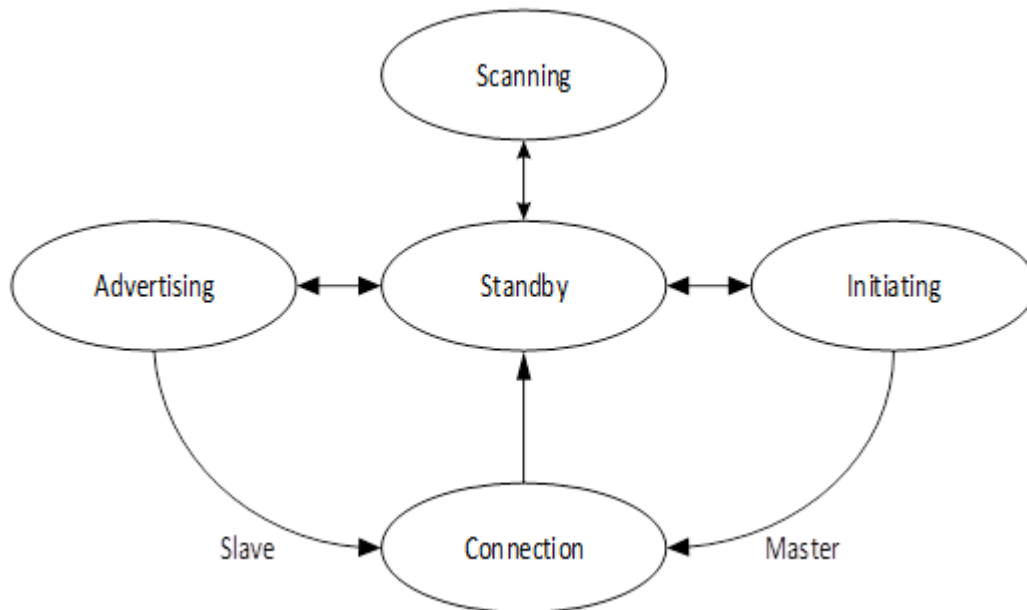 Scanning
Advertising
Standby
Initiating
Slave
Connection
Master